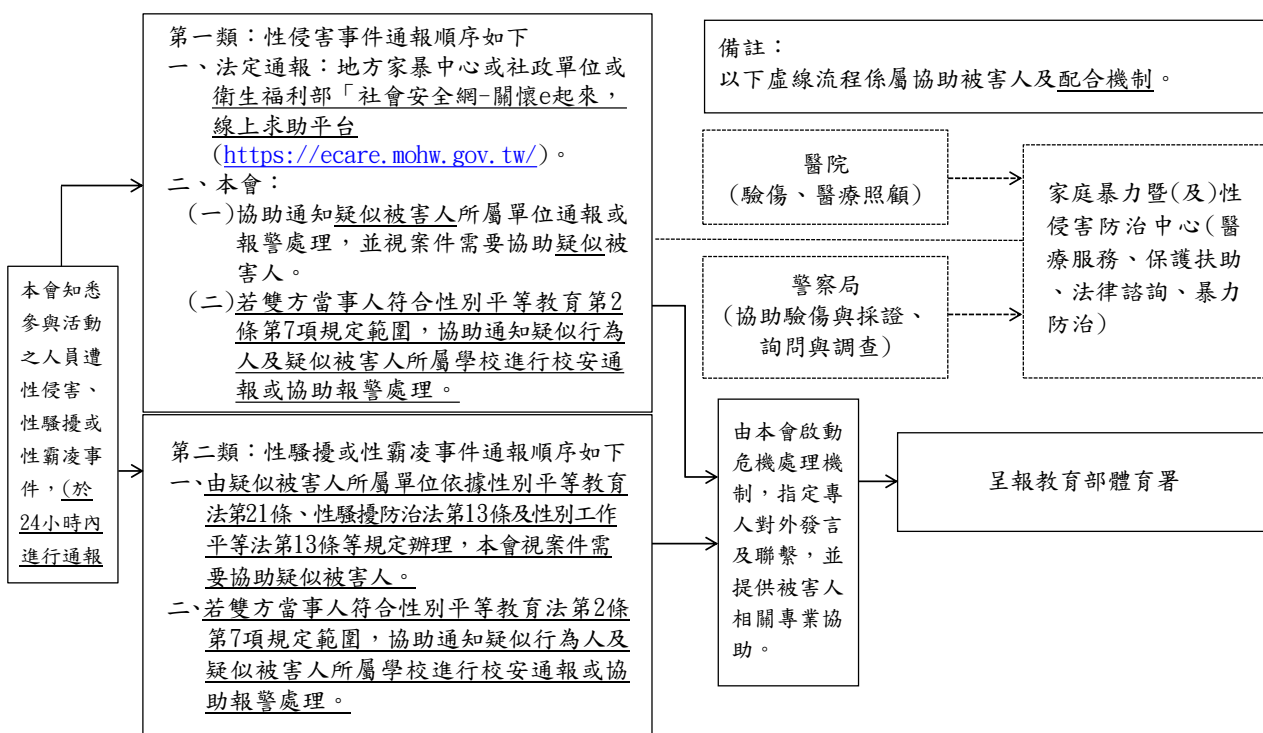 本會知悉
參與活動
之人員遭
性侵害、
性騷擾或
性霸凌事
件，(於
24小時內
進行通報
第一類：性侵害事件通報順序如下
一、法定通報：地方家暴中心或社政單位或
衛生福利部「社會安全網-關懷e起來，
線上求助平台
(https://ecare.mohw.gov.tw/)。
二、本會：
(一)協助通知疑似被害人所屬單位通報或
報警處理，並視案件需要協助疑似被
害人。
(二)若雙方當事人符合性別平等教育第2
條第7項規定範圍，協助通知疑似行為
人及疑似被害人所屬學校進行校安通
報或協助報警處理。
第二類：性騷擾或性霸凌事件通報順序如下
一、由疑似被害人所屬單位依據性別平等教育
法第21條、性騷擾防治法第13條及性別工作
平等法第13條等規定辦理，本會視案件需
要協助疑似被害人。
二、若雙方當事人符合性別平等教育法第2條
第7項規定範圍，協助通知疑似行為人及
疑似被害人所屬學校進行校安通報或協
助報警處理。
備註：
以下虛線流程係屬協助被害人及配合機制。
醫院
(驗傷、醫療照顧)
警察局
(協助驗傷與採證、
詢問與調查)
家庭暴力暨(及)性
侵害防治中心(醫
療服務、保護扶助
、法律諮詢、暴力
防治)
由本會啟動
危機處理機
制，指定專
人對外發言
及聯繫，並
提供被害人
相關專業協
助。
呈報教育部體育署